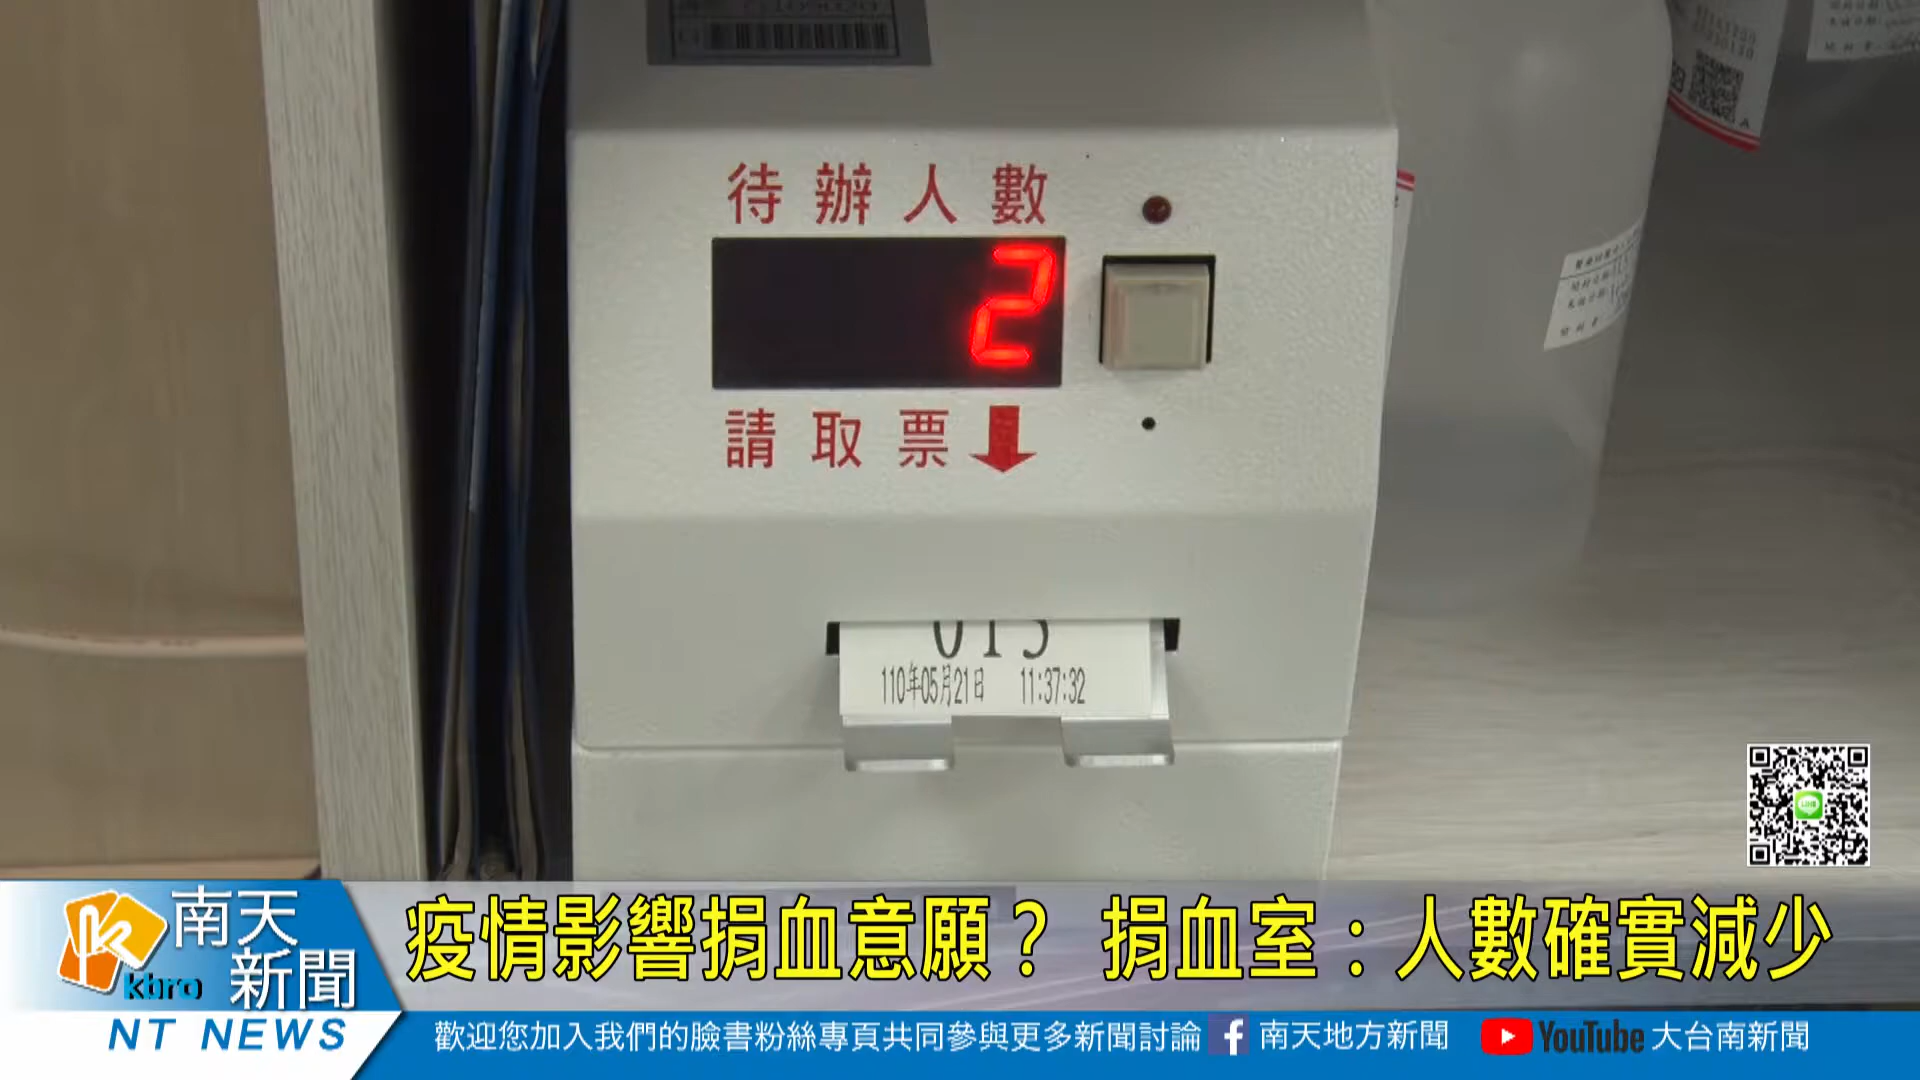 待辦人數
2
請取票
013
110年05月21日 11:37:32
南天新聞
kbro
NT NEWS
疫情影響捐血意願？ 捐血室：人數確實減少
歡迎您加入我們的臉書粉絲專頁共同參與更多新聞討論 南天地方新聞 YouTube 大台南新聞